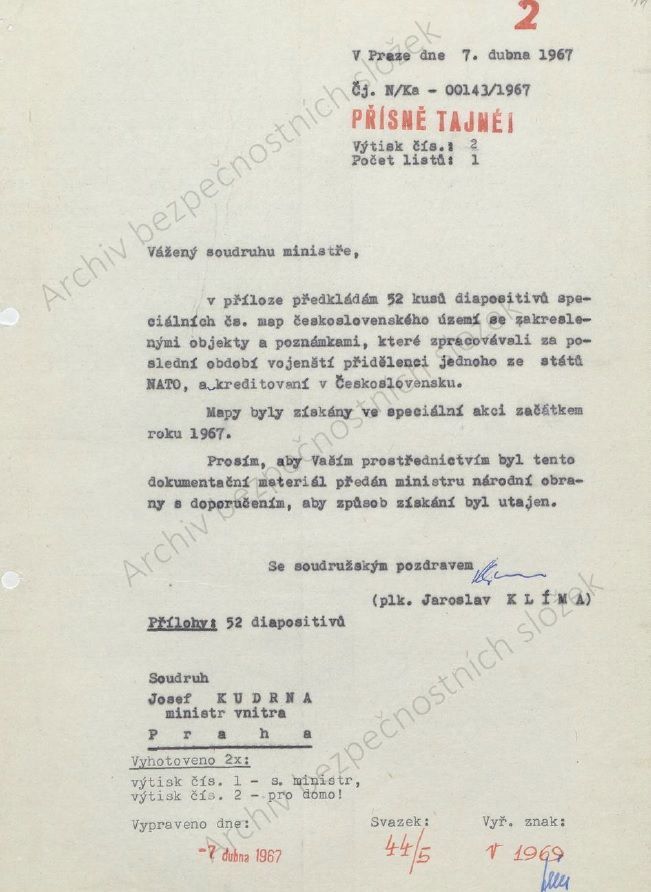 2
V Praze dne 7. dubna 1967
Čj. N/Ka - 00143/1967
PŘÍSNĚ TAJNÉ!
Výtisk čís.: 2
Počet listů: 1
Vážený soudruhu ministře,
v příloze předkládám 52 kusů diapositivů spe-
ciálních čs. map československého území se zakresle-
nými objekty a poznámkami, které zpracovávali za po-
slední období vojenští přidělenci jednoho ze států
NATO, akreditovaní v Československu.
Mapy byly získány ve speciální akci začátkem
roku 1967.
Prosím, aby Vaším prostřednictvím byl tento
dokumentační materiál předán ministru národní obra-
ny s doporučením, aby způsob získání byl utajen.
Se soudružským pozdravem
(plk. Jaroslav K L Í M A)
Přílohy: 52 diapositivů
Soudruh
Josef K U D R N A
ministr vnitra
P r a h a
Vyhotoveno 2x:
výtisk čís. 1 - s. ministr,
výtisk čís. 2 - pro domo!
Vypraveno dne: Svazek: Vyř. znak:
-7. dubna 1967 44/5 V 1969
Archiv bezpečnostních složek
Archiv bezpečnostních složek
Archiv bezpečnostních složek